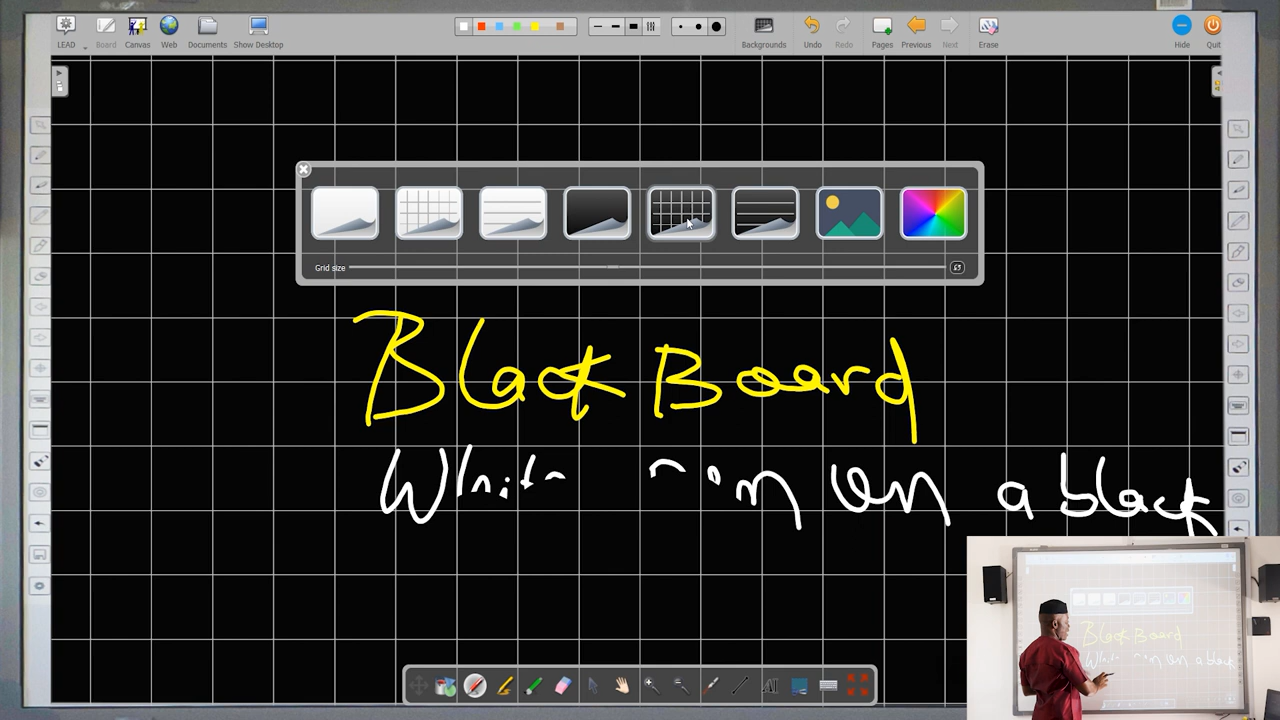 LEAD Board Canvas Web Documents Show Desktop Backgrounds Undo Redo Pages Previous Next Erase Hide Quit
Grid size
BlackBoard
on a black